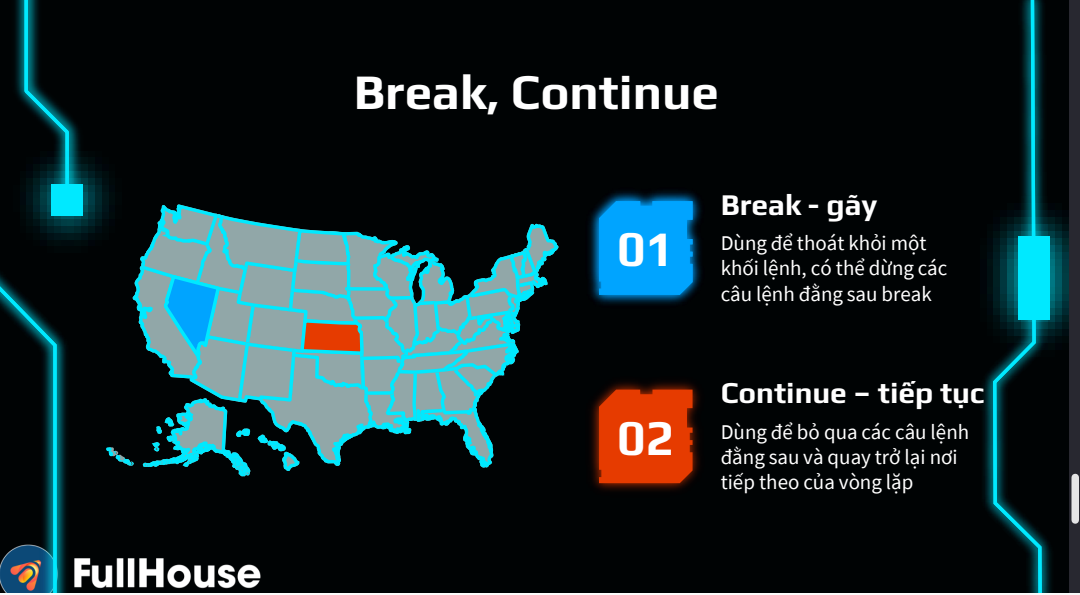 Break, Continue
01
Break - gãy
Dùng để thoát khỏi một
khối lệnh, có thể dừng các
câu lệnh đằng sau break
02
Continue – tiếp tục
Dùng để bỏ qua các câu lệnh
đằng sau và quay trở lại nơi
tiếp theo của vòng lặp
FullHouse